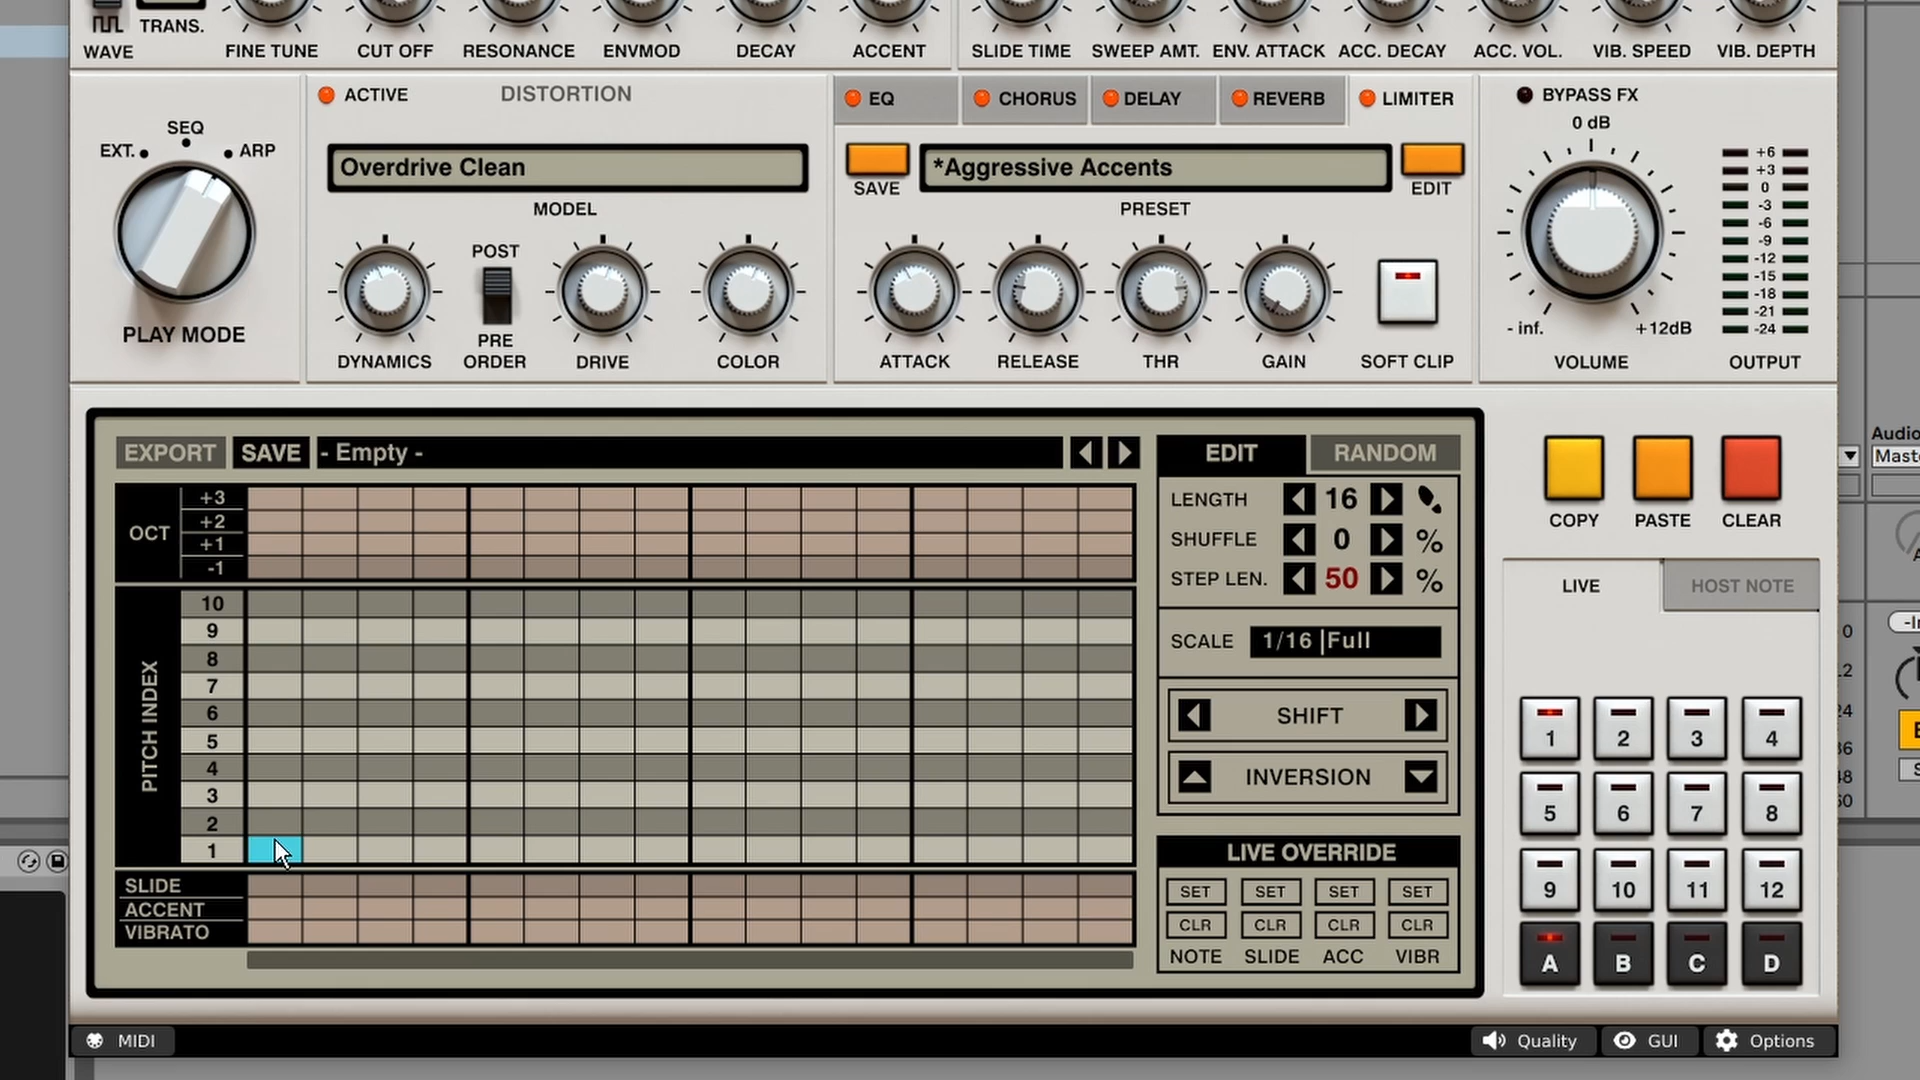 WAVE
TRANS.
FINE TUNE
CUT OFF
RESONANCE
ENVMOD
DECAY
ACCENT
SLIDE TIME
SWEEP AMT.
ENV. ATTACK
ACC. DECAY
ACC. VOL.
VIB. SPEED
VIB. DEPTH
EXT.
SEQ
ARP
PLAY MODE
ACTIVE
DISTORTION
Overdrive Clean
MODEL
DYNAMICS
POST
PRE
ORDER
DRIVE
COLOR
EQ
CHORUS
DELAY
REVERB
LIMITER
SAVE
*Aggressive Accents
EDIT
PRESET
ATTACK
RELEASE
THR
GAIN
SOFT CLIP
BYPASS FX
0 dB
- inf.
+12dB
VOLUME
+6
+3
0
-3
-6
-9
-12
-15
-18
-21
-24
OUTPUT
EXPORT
SAVE
- Empty -
OCT
+3
+2
+1
-1
PITCH INDEX
10
9
8
7
6
5
4
3
2
1
SLIDE
ACCENT
VIBRATO
EDIT
RANDOM
LENGTH 16
SHUFFLE 0 %
STEP LEN. 50 %
SCALE 1/16 |Full
SHIFT
INVERSION
LIVE OVERRIDE
SET SET SET SET
CLR CLR CLR CLR
NOTE SLIDE ACC VIBR
COPY
PASTE
CLEAR
LIVE
HOST NOTE
1 2 3 4
5 6 7 8
9 10 11 12
A B C D
MIDI
Quality
GUI
Options
Audio